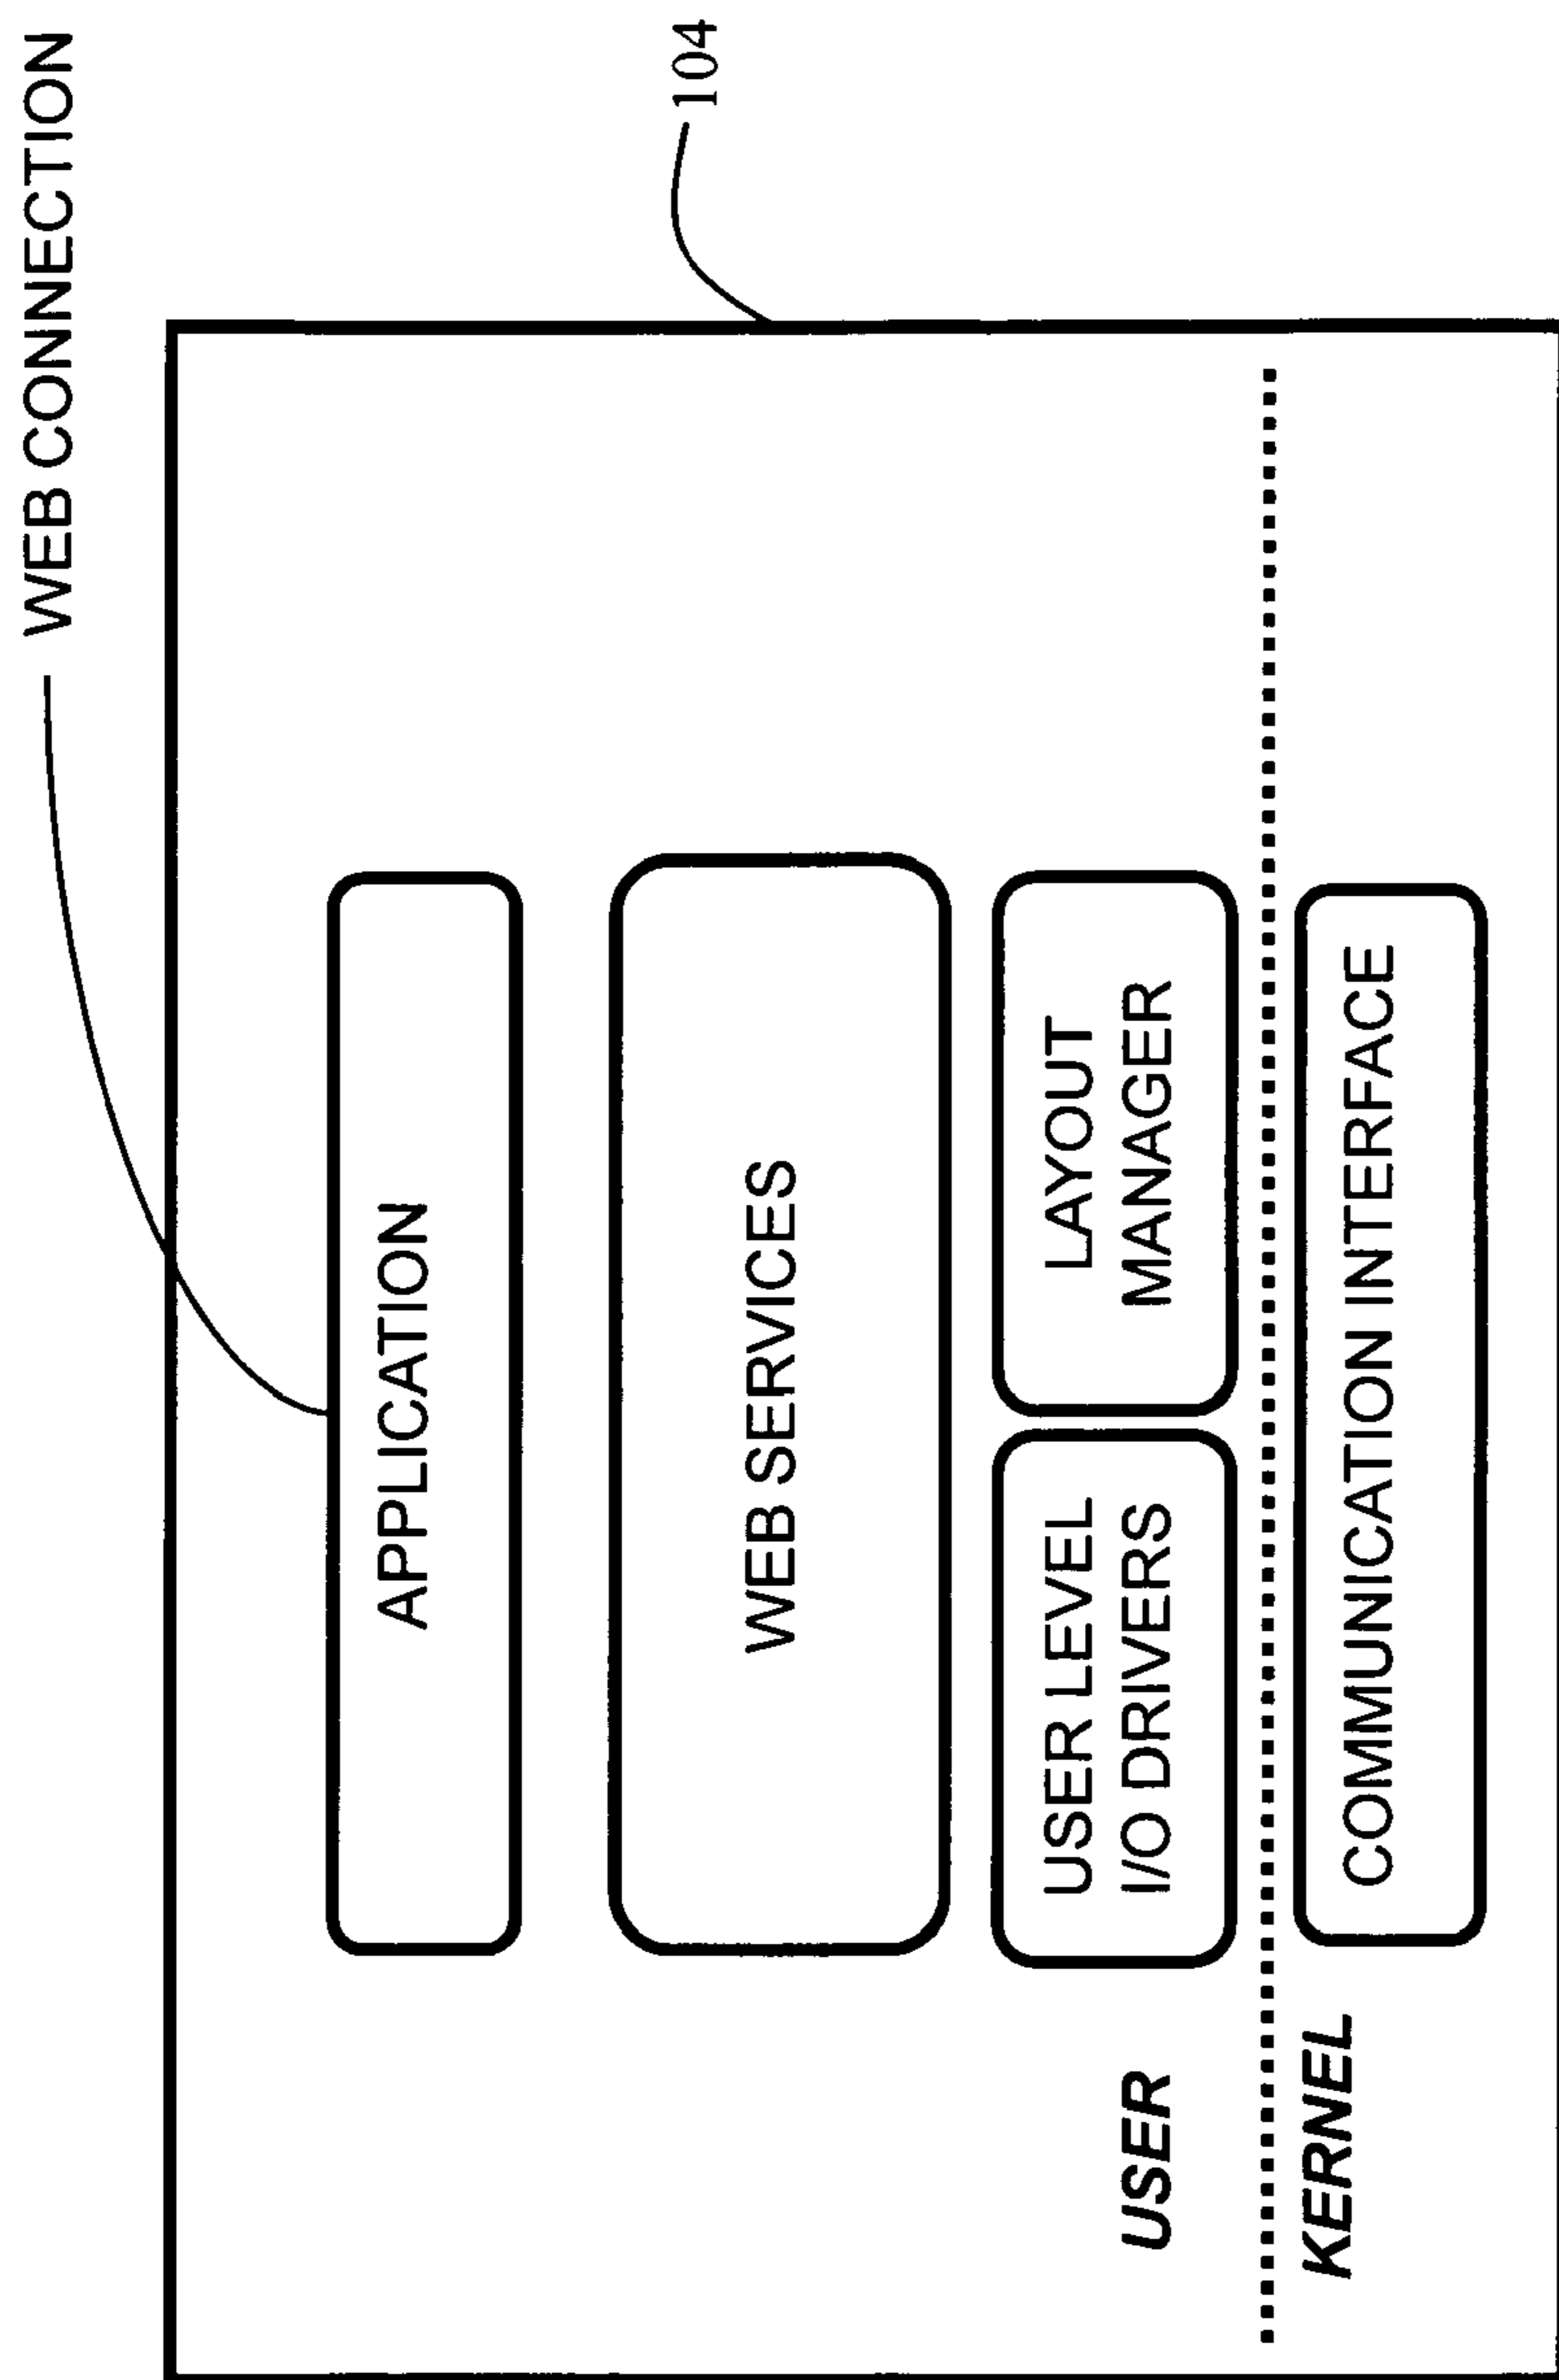 WEB CONNECTION
104
APPLICATION
WEB SERVICES
USER LEVEL
I/O DRIVERS
LAYOUT
MANAGER
USER
KERNEL
COMMUNICATION INTERFACE